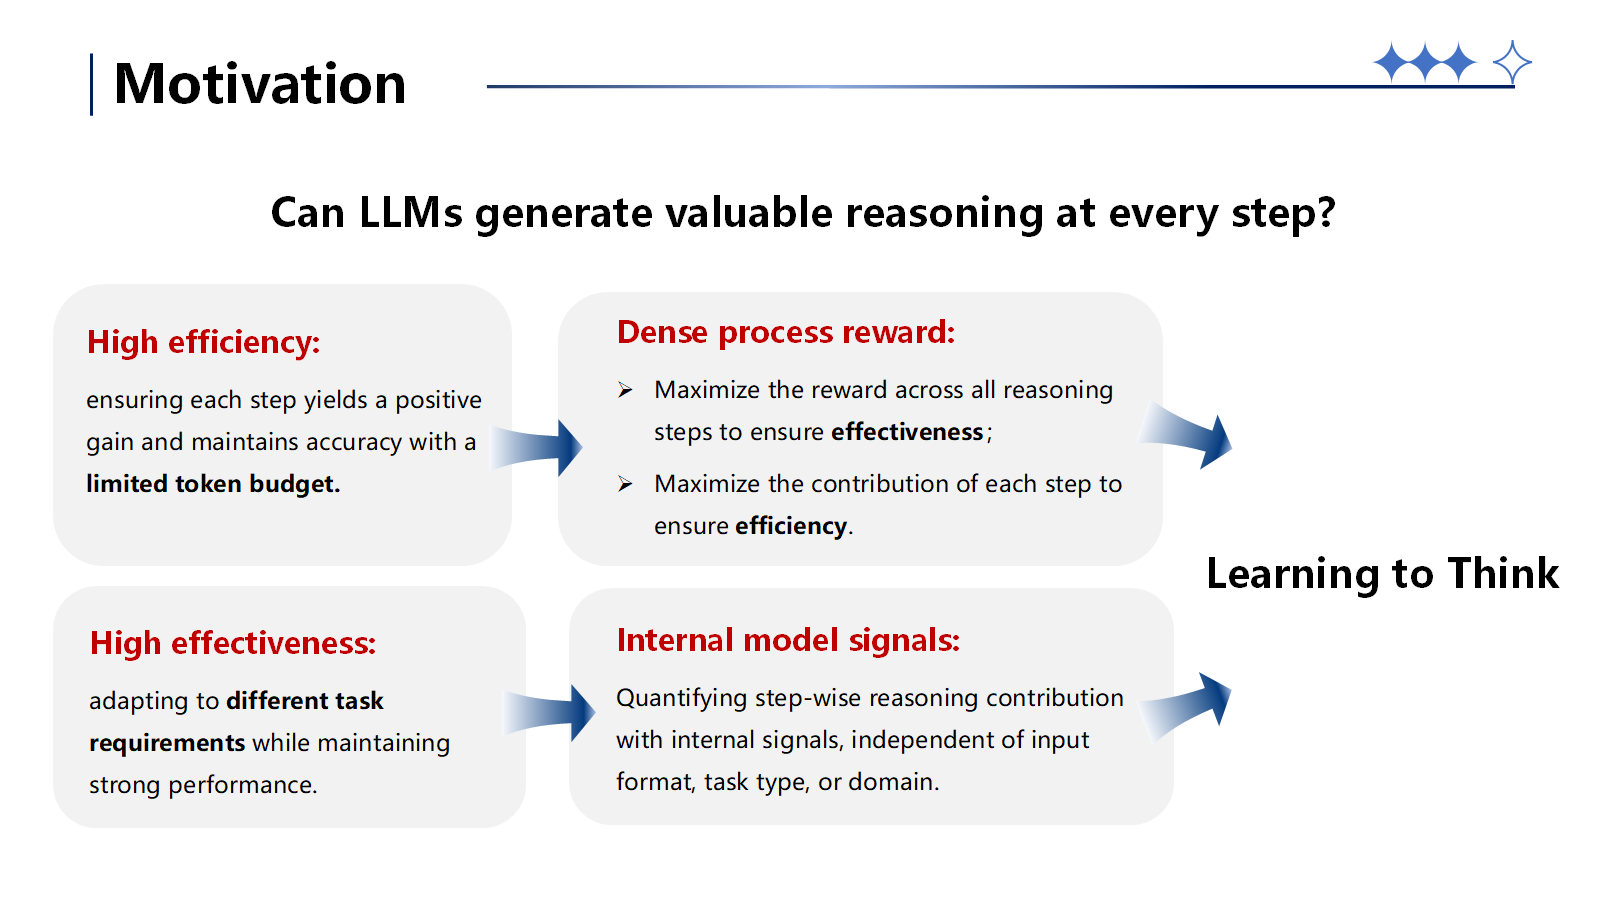 Motivation
Can LLMs generate valuable reasoning at every step?
High efficiency:
ensuring each step yields a positive
gain and maintains accuracy with a
limited token budget.
Dense process reward:
➢ Maximize the reward across all reasoning
steps to ensure effectiveness;
➢ Maximize the contribution of each step to
ensure efficiency.
High effectiveness:
adapting to different task
requirements while maintaining
strong performance.
Internal model signals:
Quantifying step-wise reasoning contribution
with internal signals, independent of input
format, task type, or domain.
Learning to Think